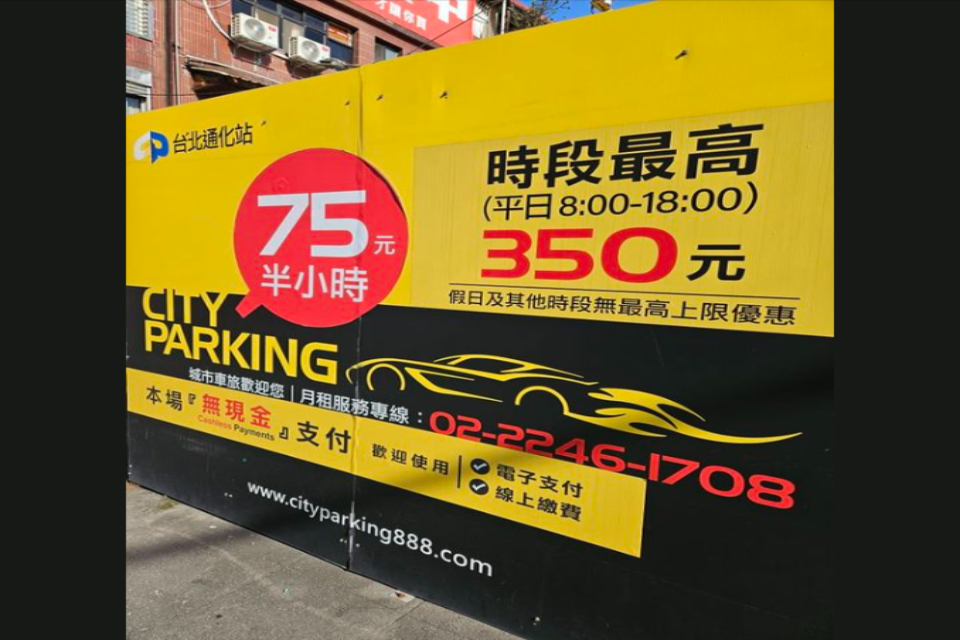 才讓你買
台北通化站
75元
半小時
時段最高
(平日8:00-18:00)
350元
假日及其他時段無最高上限優惠
CITY
PARKING
城市車旅歡迎您｜月租服務專線：02-2246-1708
本場『無現金』支付
Cashless Payments
歡迎使用
電子支付
線上繳費
www.cityparking888.com